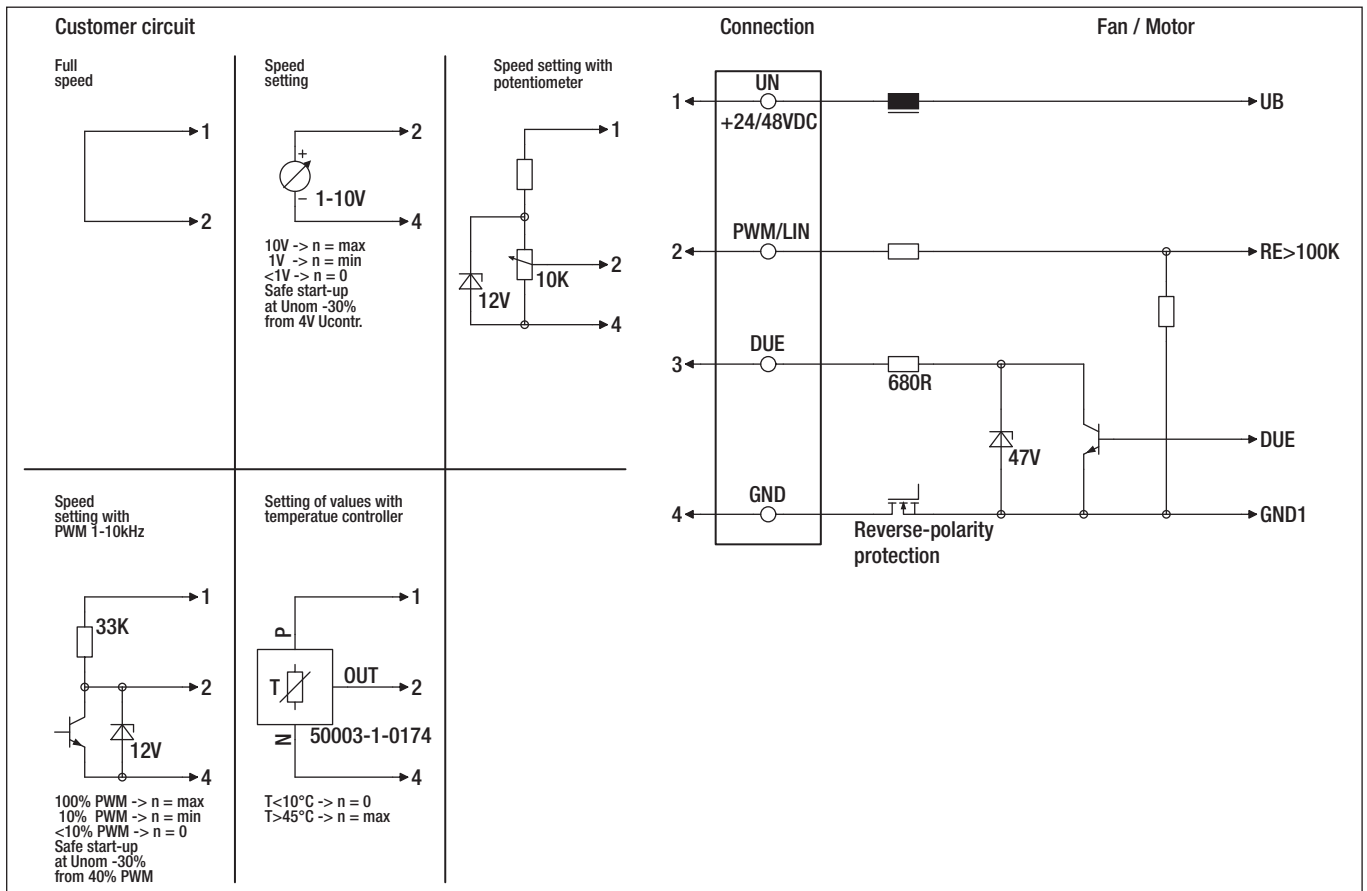 Customer circuit
Connection
Fan / Motor
Full
speed
1
2
Speed
setting
2
+
1-10V
–
4
10V -> n = max
1V -> n = min
<1V -> n = 0
Safe start-up
at Unom -30%
from 4V Ucontr.
Speed setting with
potentiometer
1
2
10K
12V
4
Speed
setting with
PWM 1-10kHz
1
33K
2
12V
4
100% PWM -> n = max
10% PWM -> n = min
<10% PWM -> n = 0
Safe start-up
at Unom -30%
from 40% PWM
Setting of values with
temperatue controller
1
P
T
OUT
2
N
50003-1-0174
4
T<10°C -> n = 0
T>45°C -> n = max
1
UN
+24/48VDC
UB
2
PWM/LIN
RE>100K
3
DUE
680R
47V
DUE
4
GND
Reverse-polarity
protection
GND1